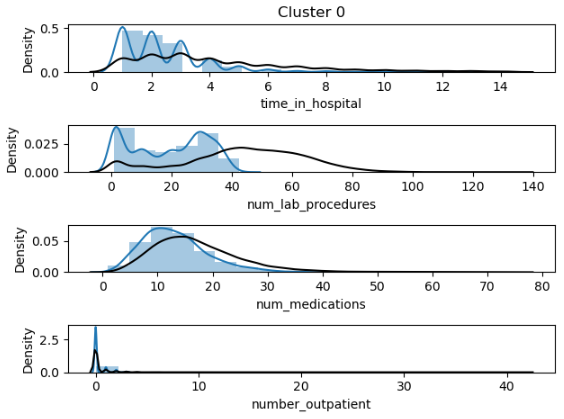 Cluster 0
0.5
0.0
Density
0 2 4 6 8 10 12 14
time_in_hospital
0.025
0.000
Density
0 20 40 60 80 100 120 140
num_lab_procedures
0.05
0.00
Density
0 10 20 30 40 50 60 70 80
num_medications
2.5
0.0
Density
0 10 20 30 40
number_outpatient